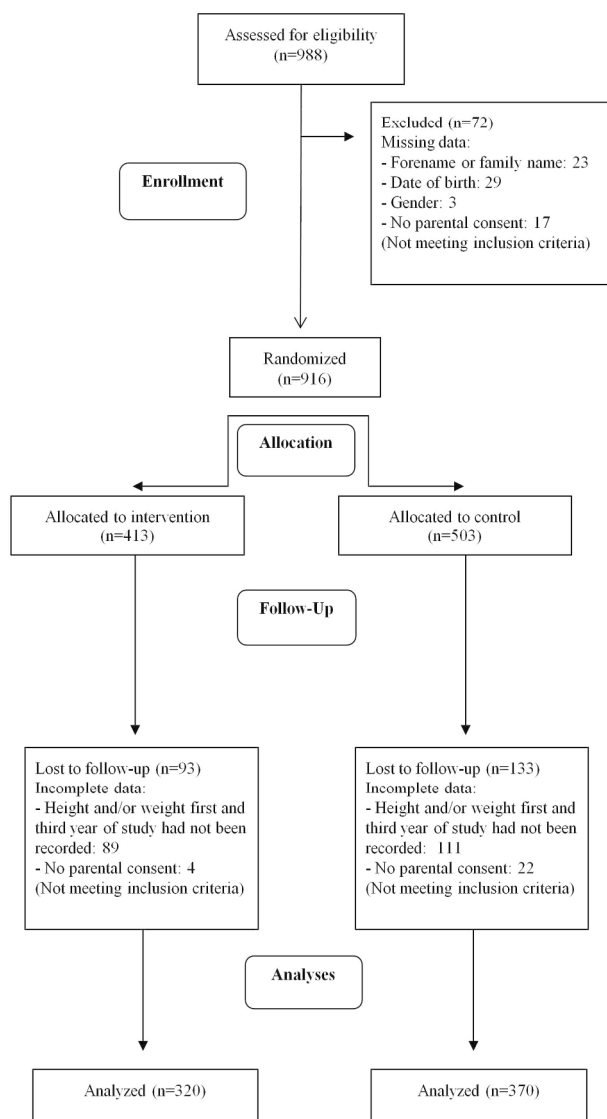 Assessed for eligibility
(n=988)
Excluded (n=72)
Missing data:
- Forename or family name: 23
- Date of birth: 29
- Gender: 3
- No parental consent: 17
(Not meeting inclusion criteria)
Enrollment
Randomized
(n=916)
Allocation
Allocated to intervention
(n=413)
Allocated to control
(n=503)
Follow-Up
Lost to follow-up (n=93)
Incomplete data:
- Height and/or weight first and
third year of study had not been
recorded: 89
- No parental consent: 4
(Not meeting inclusion criteria)
Lost to follow-up (n=133)
Incomplete data:
- Height and/or weight first and
third year of study had not been
recorded: 111
- No parental consent: 22
(Not meeting inclusion criteria)
Analyses
Analyzed (n=320)
Analyzed (n=370)